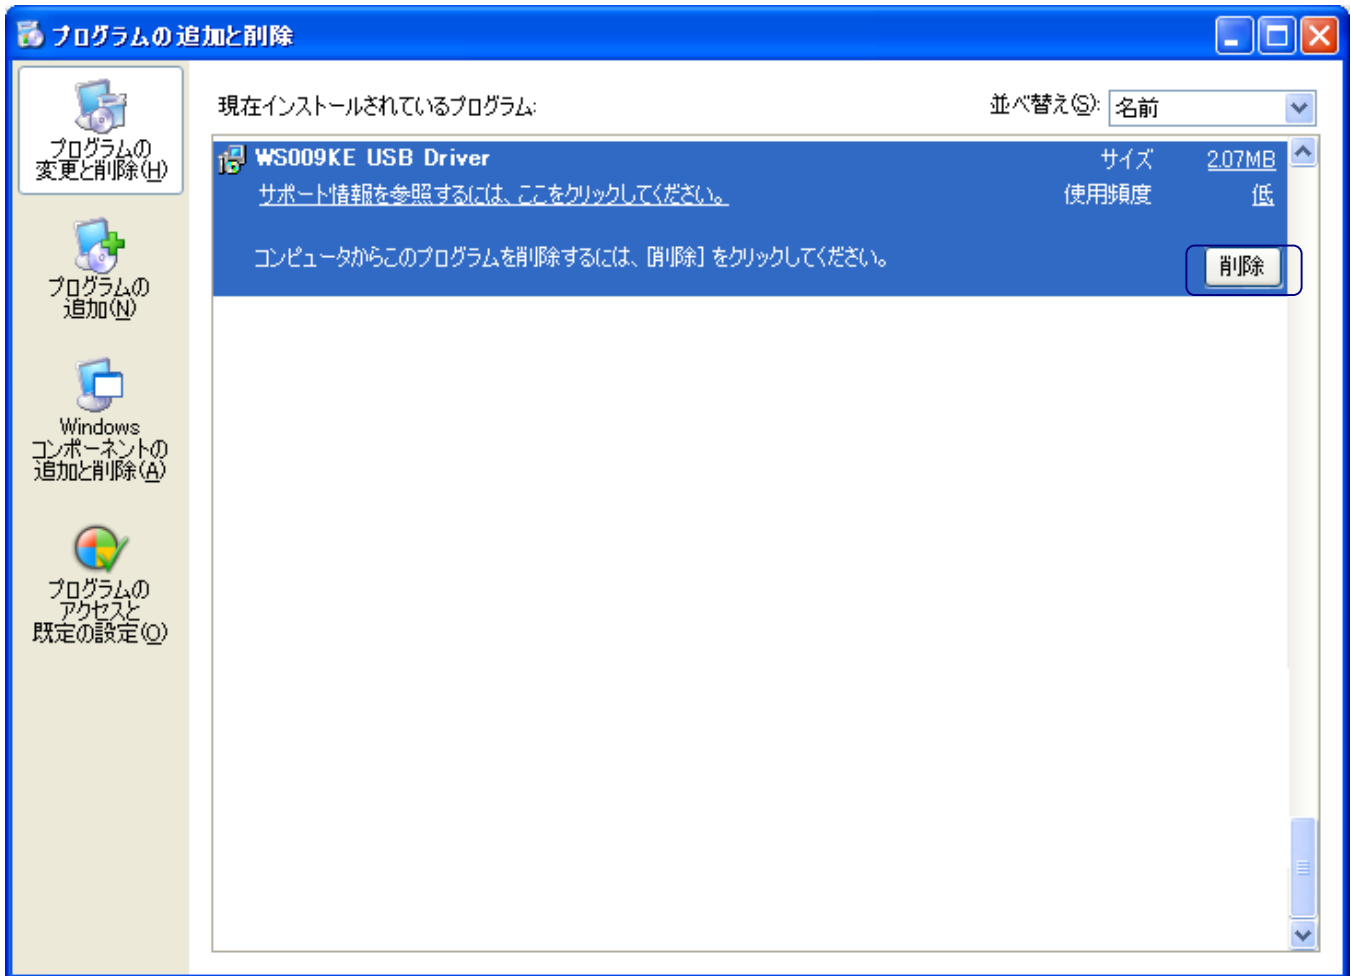 プログラムの追加と削除
プログラムの
変更と削除(H)
プログラムの
追加(N)
Windows
コンポーネントの
追加と削除(A)
プログラムの
アクセスと
既定の設定(O)
現在インストールされているプログラム:
並べ替え(S): 名前
WS009KE USB Driver
サイズ 2.07MB
サポート情報を参照するには、ここをクリックしてください。
使用頻度 低
コンピュータからこのプログラムを削除するには、[削除] をクリックしてください。
削除